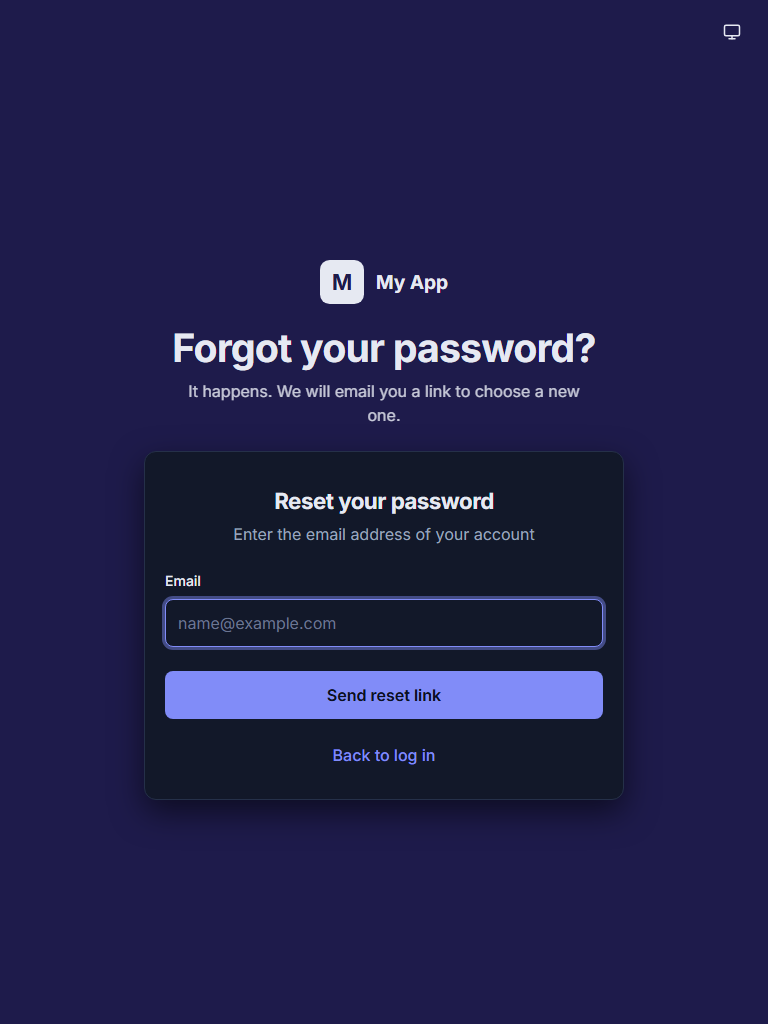 M My App
Forgot your password?
It happens. We will email you a link to choose a new
one.
Reset your password
Enter the email address of your account
Email
name@example.com
Send reset link
Back to log in